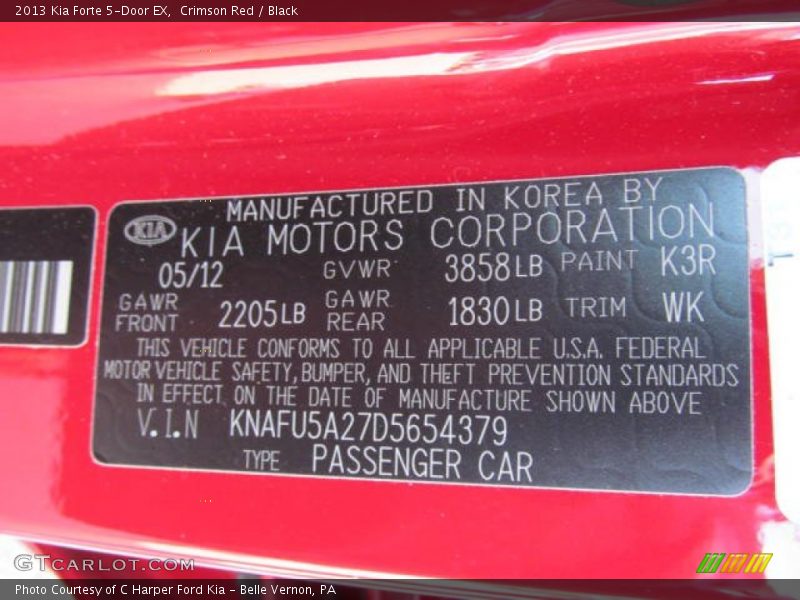 2013 Kia Forte 5-Door EX,  Crimson Red / Black
MANUFACTURED IN KOREA BY
KIA
KIA MOTORS CORPORATION
05/12 GVWR 3858LB PAINT K3R
GAWR FRONT 2205LB GAWR REAR 1830LB TRIM WK
THIS VEHICLE CONFORMS TO ALL APPLICABLE U.S.A. FEDERAL
MOTOR VEHICLE SAFETY, BUMPER, AND THEFT PREVENTION STANDARDS
IN EFFECT ON THE DATE OF MANUFACTURE SHOWN ABOVE
V.I.N KNAFU5A27D5654379
TYPE PASSENGER CAR
GTCARLOT.COM
Photo Courtesy of C Harper Ford Kia - Belle Vernon, PA